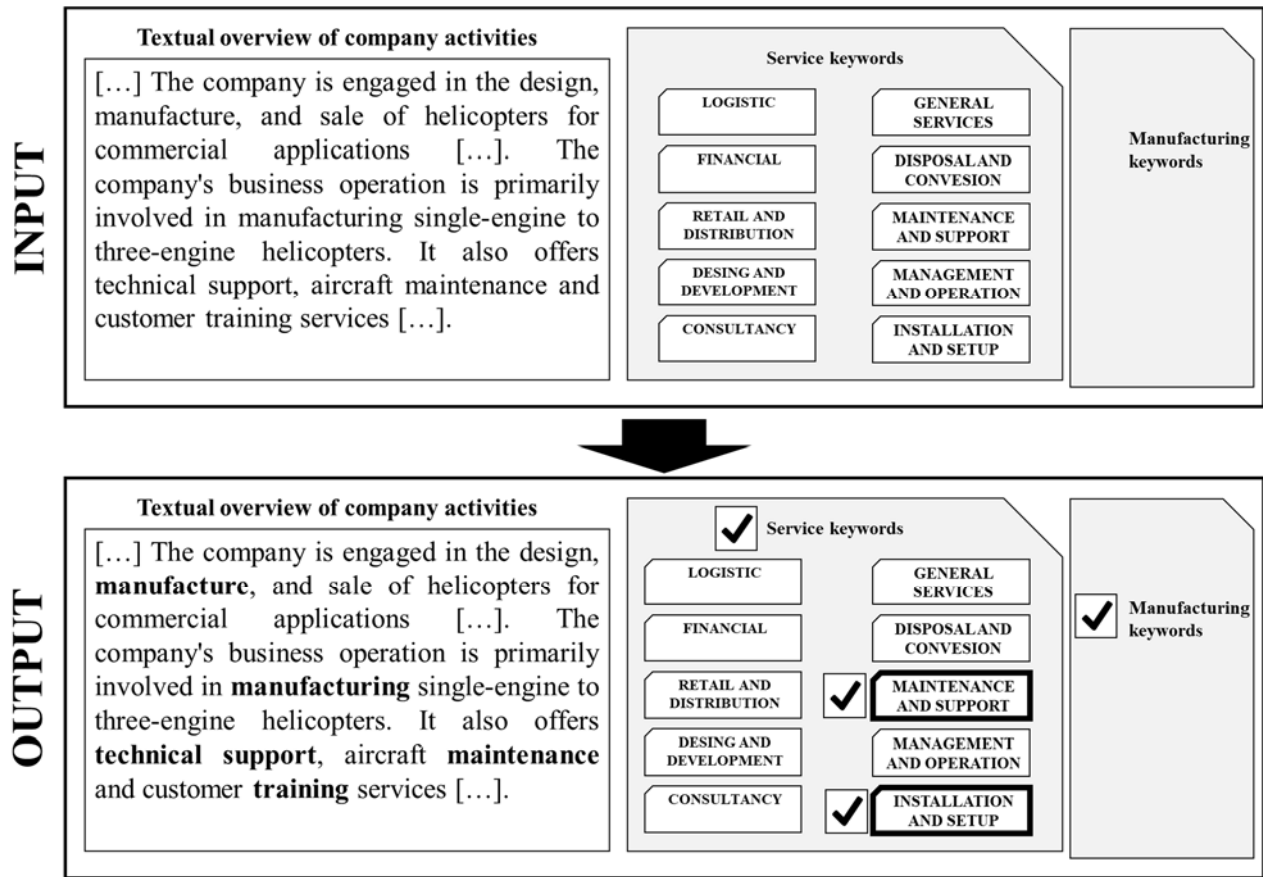 INPUT
Textual overview of company activities
[…] The company is engaged in the design,
manufacture, and sale of helicopters for
commercial applications […]. The
company's business operation is primarily
involved in manufacturing single-engine to
three-engine helicopters. It also offers
technical support, aircraft maintenance and
customer training services […].
Service keywords
LOGISTIC
GENERAL
SERVICES
FINANCIAL
DISPOSAL AND
CONVESION
RETAIL AND
DISTRIBUTION
MAINTENANCE
AND SUPPORT
DESING AND
DEVELOPMENT
MANAGEMENT
AND OPERATION
CONSULTANCY
INSTALLATION
AND SETUP
Manufacturing
keywords
OUTPUT
Textual overview of company activities
[…] The company is engaged in the design,
manufacture, and sale of helicopters for
commercial applications […]. The
company's business operation is primarily
involved in manufacturing single-engine to
three-engine helicopters. It also offers
technical support, aircraft maintenance
and customer training services […].
Service keywords
LOGISTIC
GENERAL
SERVICES
FINANCIAL
DISPOSAL AND
CONVESION
RETAIL AND
DISTRIBUTION
MAINTENANCE
AND SUPPORT
DESING AND
DEVELOPMENT
MANAGEMENT
AND OPERATION
CONSULTANCY
INSTALLATION
AND SETUP
Manufacturing
keywords